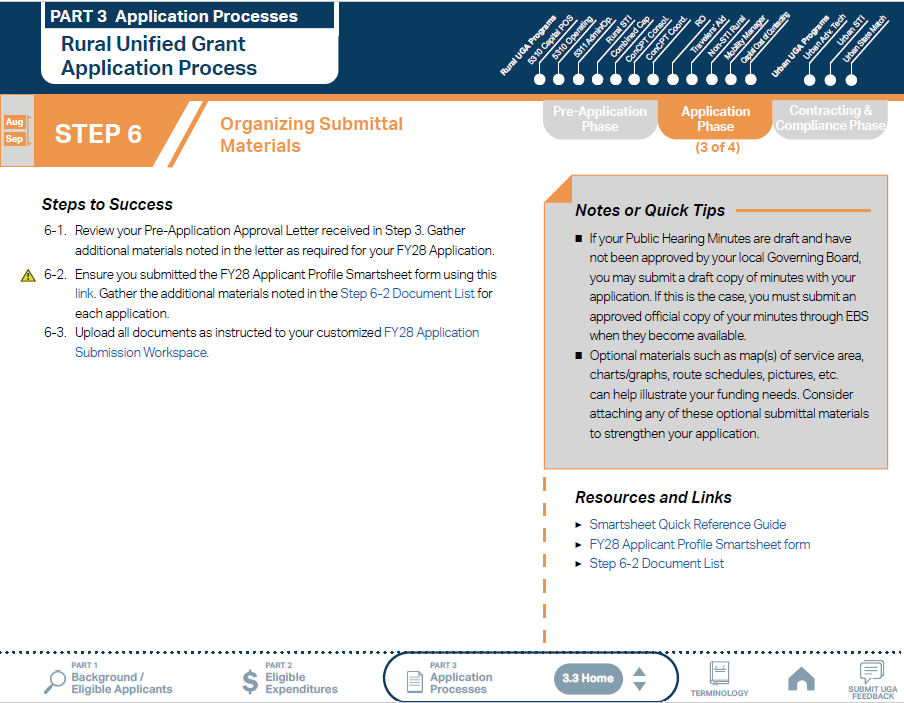 PART 3 Application Processes
Rural Unified Grant
Application Process
Rural UGA Programs
5310 Capital POS
5310 Operating
5311 Admin/Op.
Rural STI
Combined Cap
ConCPT Consol.
ConCPT Coord.
RO
Travelers Aid
Non-STI Rural
Mobility Manager
Capital Cost of Contracting
Urban UGA Programs
Urban Adv. Tech
Urban STI
Urban State Match
Aug
Sep
STEP 6
Organizing Submittal
Materials
Pre-Application
Phase
Application
Phase
(3 of 4)
Contracting &
Compliance Phase
Steps to Success
6-1. Review your Pre-Application Approval Letter received in Step 3. Gather
additional materials noted in the letter as required for your FY28 Application.
6-2. Ensure you submitted the FY28 Applicant Profile Smartsheet form using this
link. Gather the additional materials noted in the Step 6-2 Document List for
each application.
6-3. Upload all documents as instructed to your customized FY28 Application
Submission Workspace.
Notes or Quick Tips
■ If your Public Hearing Minutes are draft and have
not been approved by your local Governing Board,
you may submit a draft copy of minutes with your
application. If this is the case, you must submit an
approved official copy of your minutes through EBS
when they become available.
■ Optional materials such as map(s) of service area,
charts/graphs, route schedules, pictures, etc.
can help illustrate your funding needs. Consider
attaching any of these optional submittal materials
to strengthen your application.
Resources and Links
► Smartsheet Quick Reference Guide
► FY28 Applicant Profile Smartsheet form
► Step 6-2 Document List
PART 1
Background /
Eligible Applicants
PART 2
Eligible
Expenditures
PART 3
Application
Processes
3.3 Home
TERMINOLOGY
SUBMIT UGA
FEEDBACK